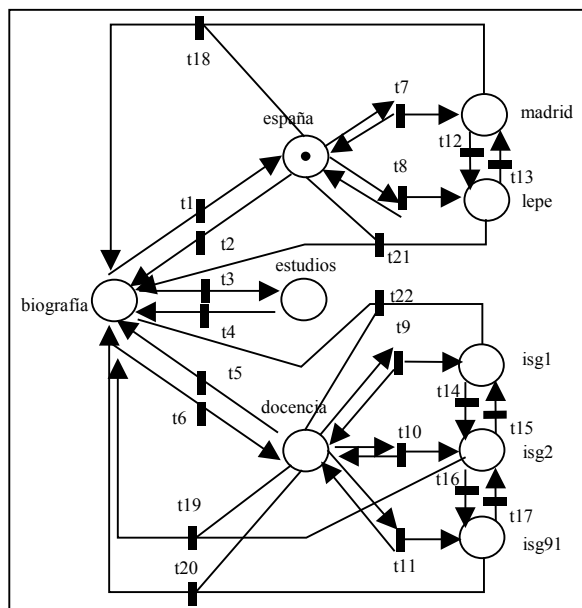 t18
t7
españa
madrid
t12
t13
t8
lepe
t1
t2
t21
estudios
t3
biografía
t4
t22
t9
isg1
t5
t14
t6
docencia
t15
t10
isg2
t16
t19
t17
t11
isg91
t20